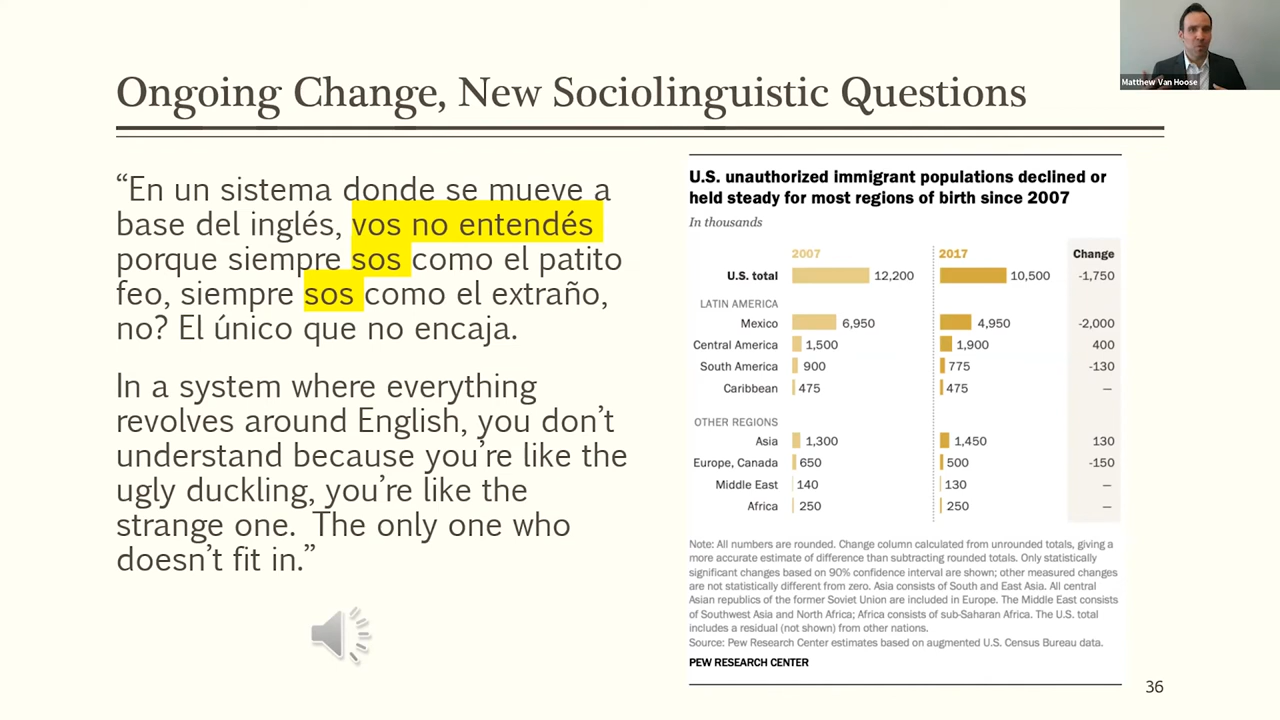 Matthew Van Hoose
Ongoing Change, New Sociolinguistic Questions
“En un sistema donde se mueve a
base del inglés, vos no entendés
porque siempre sos como el patito
feo, siempre sos como el extraño,
no? El único que no encaja.
In a system where everything
revolves around English, you don’t
understand because you’re like the
ugly duckling, you’re like the
strange one. The only one who
doesn’t fit in.”
U.S. unauthorized immigrant populations declined or
held steady for most regions of birth since 2007
In thousands
2007 2017 Change
U.S. total 12,200 10,500 -1,750
LATIN AMERICA
Mexico 6,950 4,950 -2,000
Central America 1,500 1,900 400
South America 900 775 -130
Caribbean 475 475 –
OTHER REGIONS
Asia 1,300 1,450 130
Europe, Canada 650 500 -150
Middle East 140 130 –
Africa 250 250 –
Note: All numbers are rounded. Change column calculated from unrounded totals, giving a
more accurate estimate of difference than subtracting rounded totals. Only statistically
significant changes based on 90% confidence interval are shown; other measured changes
are not statistically different from zero. Asia consists of South and East Asia. All central
Asian republics of the former Soviet Union are included in Europe. The Middle East consists
of Southwest Asia and North Africa; Africa consists of sub-Saharan Africa. The U.S. total
includes a residual (not shown) from other nations.
Source: Pew Research Center estimates based on augmented U.S. Census Bureau data.
PEW RESEARCH CENTER
36